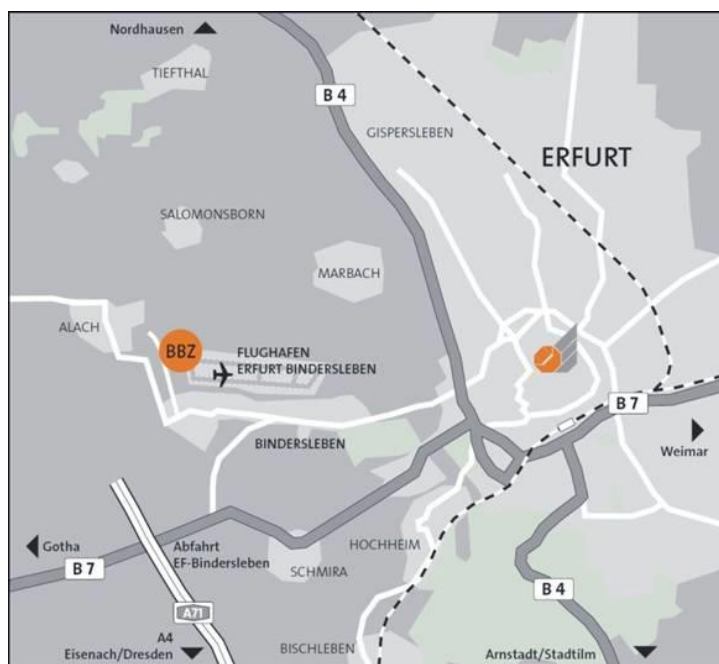 Nordhausen
TIEFTHAL
B 4
GISPERSLEBEN
ERFURT
SALOMONSBORN
MARBACH
ALACH
BBZ
FLUGHAFEN
ERFURT BINDERSLEBEN
B 7
BINDERSLEBEN
Weimar
Gotha
Abfahrt
EF-Bindersleben
HOCHHEIM
B 7
SCHMIRA
B 4
A71
A4
Eisenach/Dresden
BISCHLEBEN
Arnstadt/Stadtilm